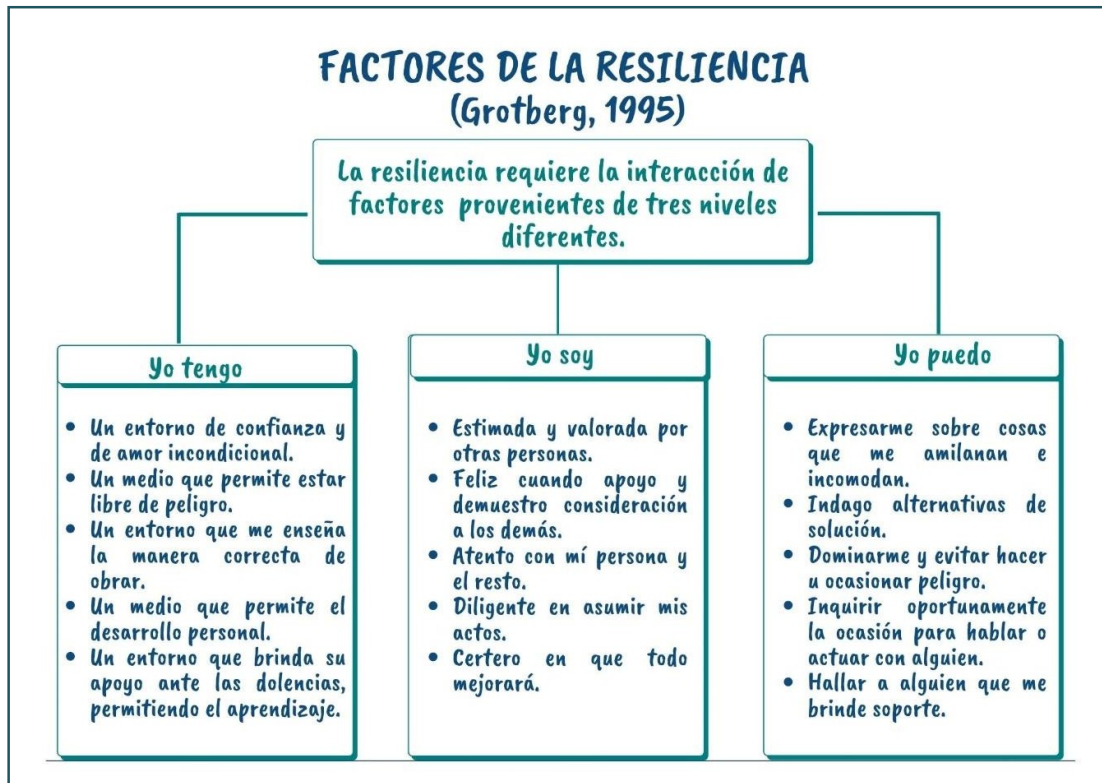 FACTORES DE LA RESILIENCIA
(Grotberg, 1995)
La resiliencia requiere la interacción de
factores provenientes de tres niveles
diferentes.
Yo tengo
• Un entorno de confianza y
de amor incondicional.
• Un medio que permite estar
libre de peligro.
• Un entorno que me enseña
la manera correcta de
obrar.
• Un medio que permite el
desarrollo personal.
• Un entorno que brinda su
apoyo ante las dolencias,
permitiendo el aprendizaje.
Yo soy
• Estimada y valorada por
otras personas.
• Feliz cuando apoyo y
demuestro consideración
a los demás.
• Atento con mí persona y
el resto.
• Diligente en asumir mis
actos.
• Certero en que todo
mejorará.
Yo puedo
• Expresarme sobre cosas
que me amilanan e
incomodan.
• Indago alternativas de
solución.
• Dominarme y evitar hacer
u ocasionar peligro.
• Inquirir oportunamente
la ocasión para hablar o
actuar con alguien.
• Hallar a alguien que me
brinde soporte.